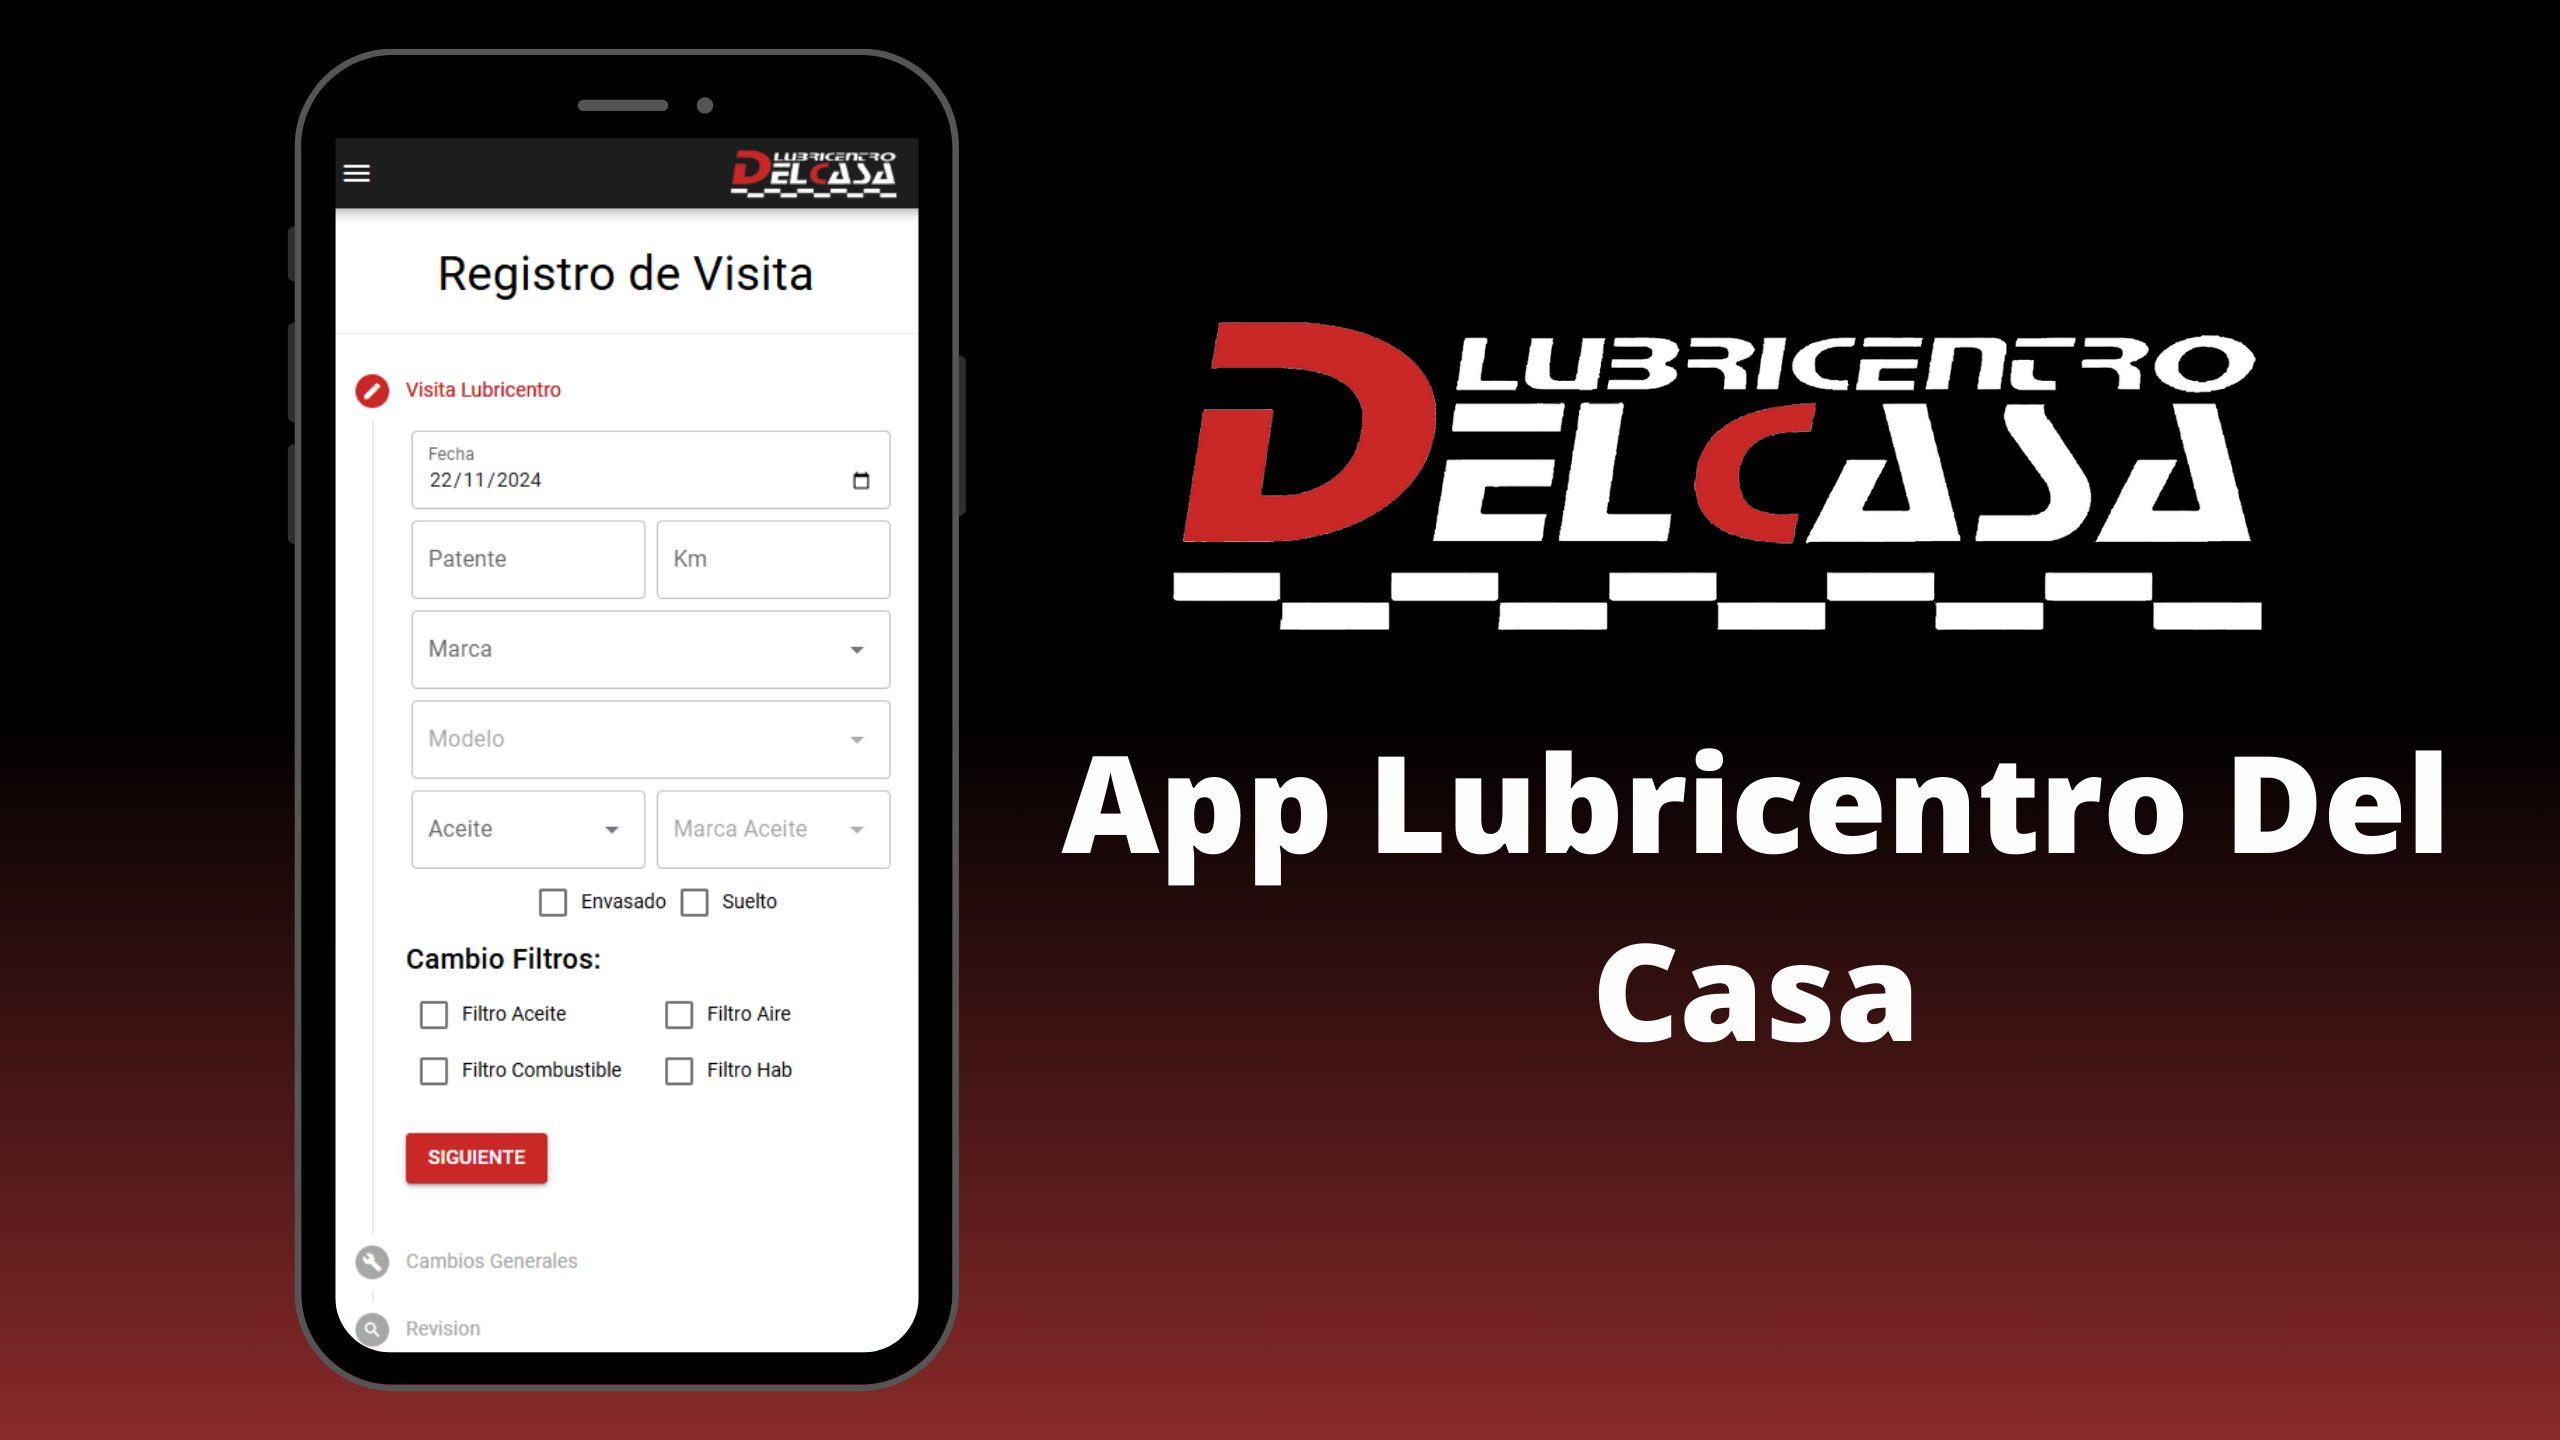 LUBRICENTRO
DELCASA
Registro de Visita
Visita Lubricentro
Fecha
22/11/2024
Patente
Km
Marca
Modelo
Aceite
Marca Aceite
Envasado
Suelto
Cambio Filtros:
Filtro Aceite
Filtro Aire
Filtro Combustible
Filtro Hab
SIGUIENTE
Cambios Generales
Revision
LUBRICENTRO
DELCASA
App Lubricentro Del
Casa